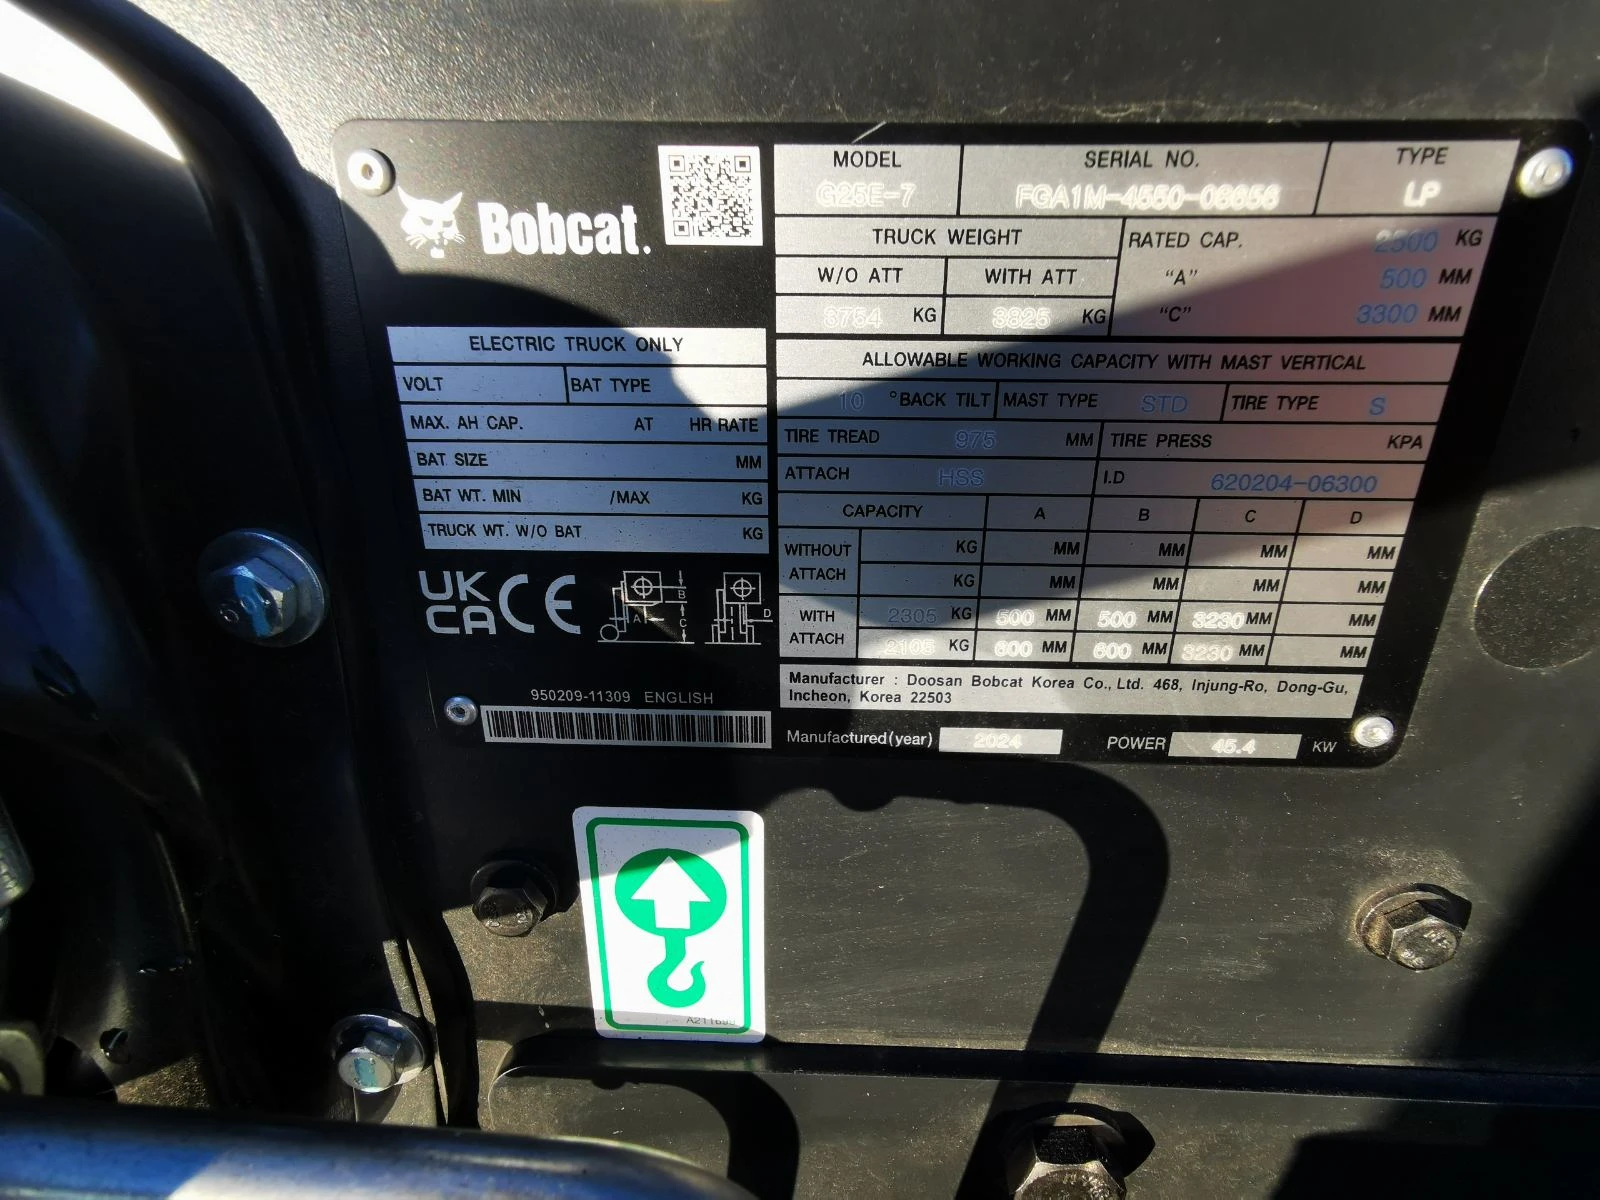 Bobcat.
MODEL SERIAL NO. TYPE
G25E-7 FGA1M-4550-08656 LP
TRUCK WEIGHT
W/O ATT WITH ATT
3754 KG 3825 KG
RATED CAP. 2500 KG
"A" 500 MM
"C" 3300 MM
ALLOWABLE WORKING CAPACITY WITH MAST VERTICAL
10 °BACK TILT MAST TYPE STD TIRE TYPE S
TIRE TREAD 975 MM TIRE PRESS KPA
ATTACH HSS I.D 620204-06300
CAPACITY A B C D
WITHOUT ATTACH KG MM MM MM MM
KG MM MM MM MM
WITH ATTACH 2305 KG 500 MM 500 MM 3230 MM MM
2105 KG 600 MM 600 MM 3230 MM MM
Manufacturer : Doosan Bobcat Korea Co., Ltd. 468, Injung-Ro, Dong-Gu,
Incheon, Korea 22503
Manufactured(year) 2024 POWER 45.4 KW
ELECTRIC TRUCK ONLY
VOLT BAT TYPE
MAX. AH CAP. AT HR RATE
BAT SIZE MM
BAT WT. MIN /MAX KG
TRUCK WT. W/O BAT KG
UK
CA CE
A B C D
950209-11309 ENGLISH